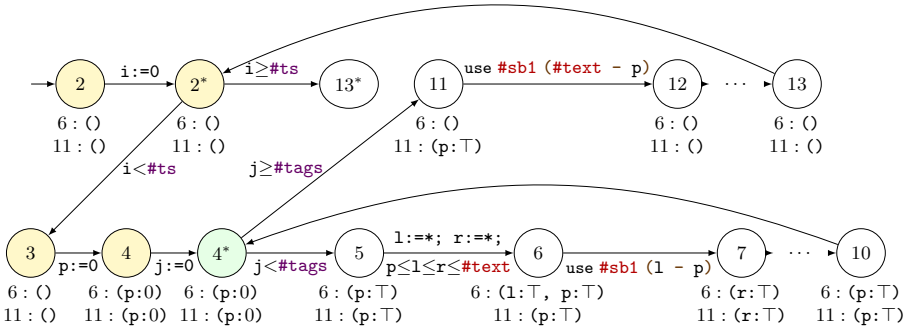 i:=0
i≥#ts
use #sb1 (#text - p)
2
2*
13*
11
12
···
13
6 : ()
6 : ()
6 : ()
6 : ()
6 : ()
11 : ()
11 : ()
11 : (p:⊤)
11 : ()
11 : ()
i<#ts
j≥#tags
l:=*; r:=*;
3
p:=0
4
j:=0
4*
j<#tags
5
p≤l≤r≤#text
6
use #sb1 (l - p)
7
···
10
6 : ()
6 : (p:0)
6 : (p:0)
6 : (p:⊤)
6 : (l:⊤, p:⊤)
6 : (r:⊤)
6 : (p:⊤)
11 : ()
11 : (p:0)
11 : (p:0)
11 : (p:⊤)
11 : (p:⊤)
11 : (r:⊤)
11 : (p:⊤)